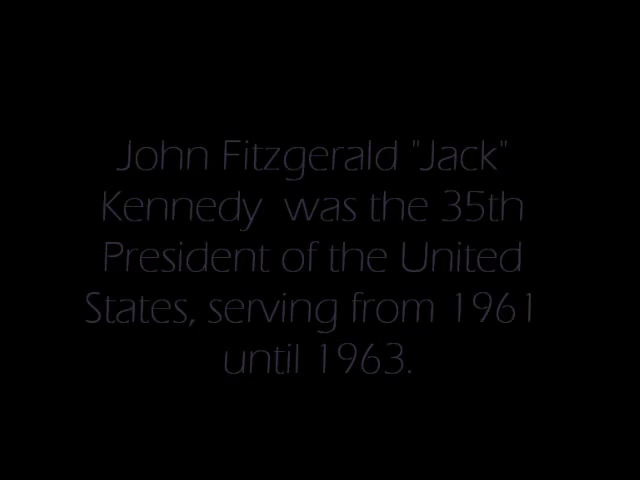 John Fitzgerald "Jack"
Kennedy was the 35th
President of the United
States, serving from 1961
until 1963.